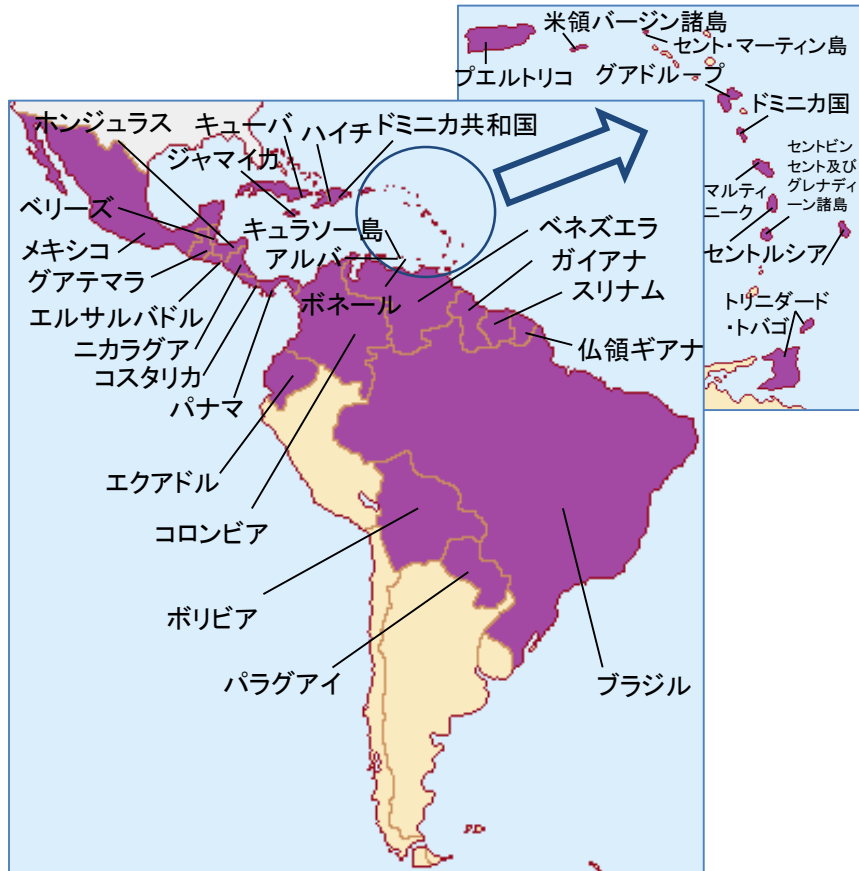 米領バージン諸島
セント・マーティン島
プエルトリコ
グアドループ
ドミニカ国
セントビン
セント及び
グレナディ
ーン諸島
マルティ
ニーク
セントルシア
トリニダード
・トバゴ
ホンジュラス
キューバ
ハイチ
ドミニカ共和国
ジャマイカ
ベリーズ
メキシコ
グアテマラ
エルサルバドル
ニカラグア
コスタリカ
パナマ
キュラソー島
アルバ
ボネール
ベネズエラ
ガイアナ
スリナム
仏領ギアナ
エクアドル
コロンビア
ボリビア
パラグアイ
ブラジル